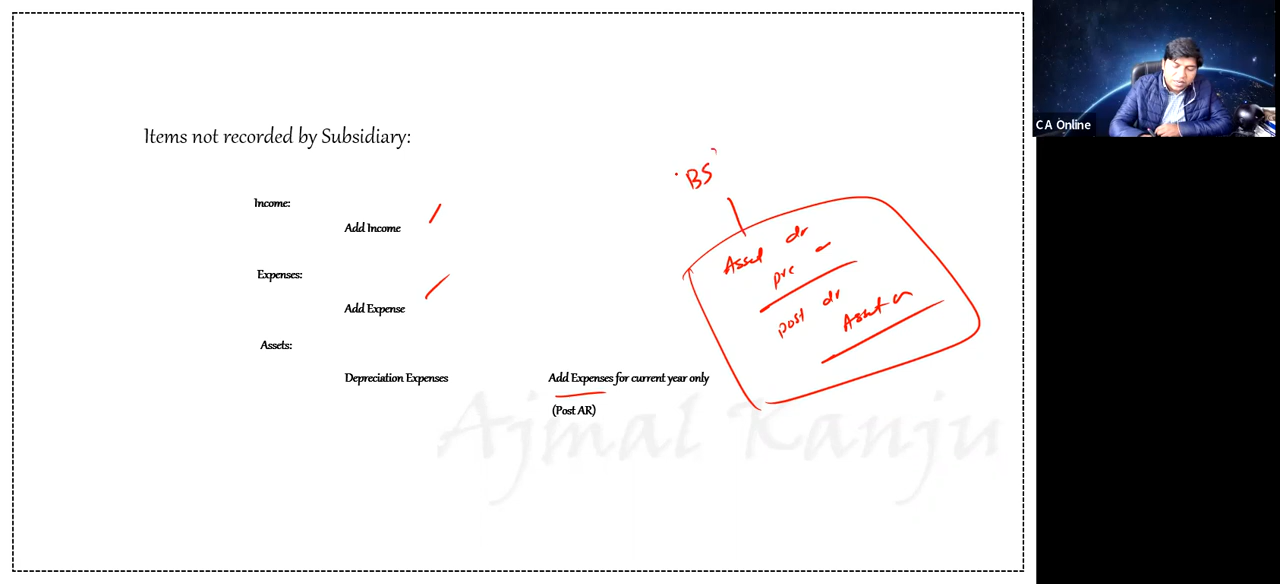 Items not recorded by Subsidiary:
Income:
Add Income
Expenses:
Add Expense
Assets:
Depreciation Expenses
Add Expenses for current year only
(Post AR)
BS
Asset dr
pre cr
post dr
Asset cr
Ajmal Kanju
C A Online